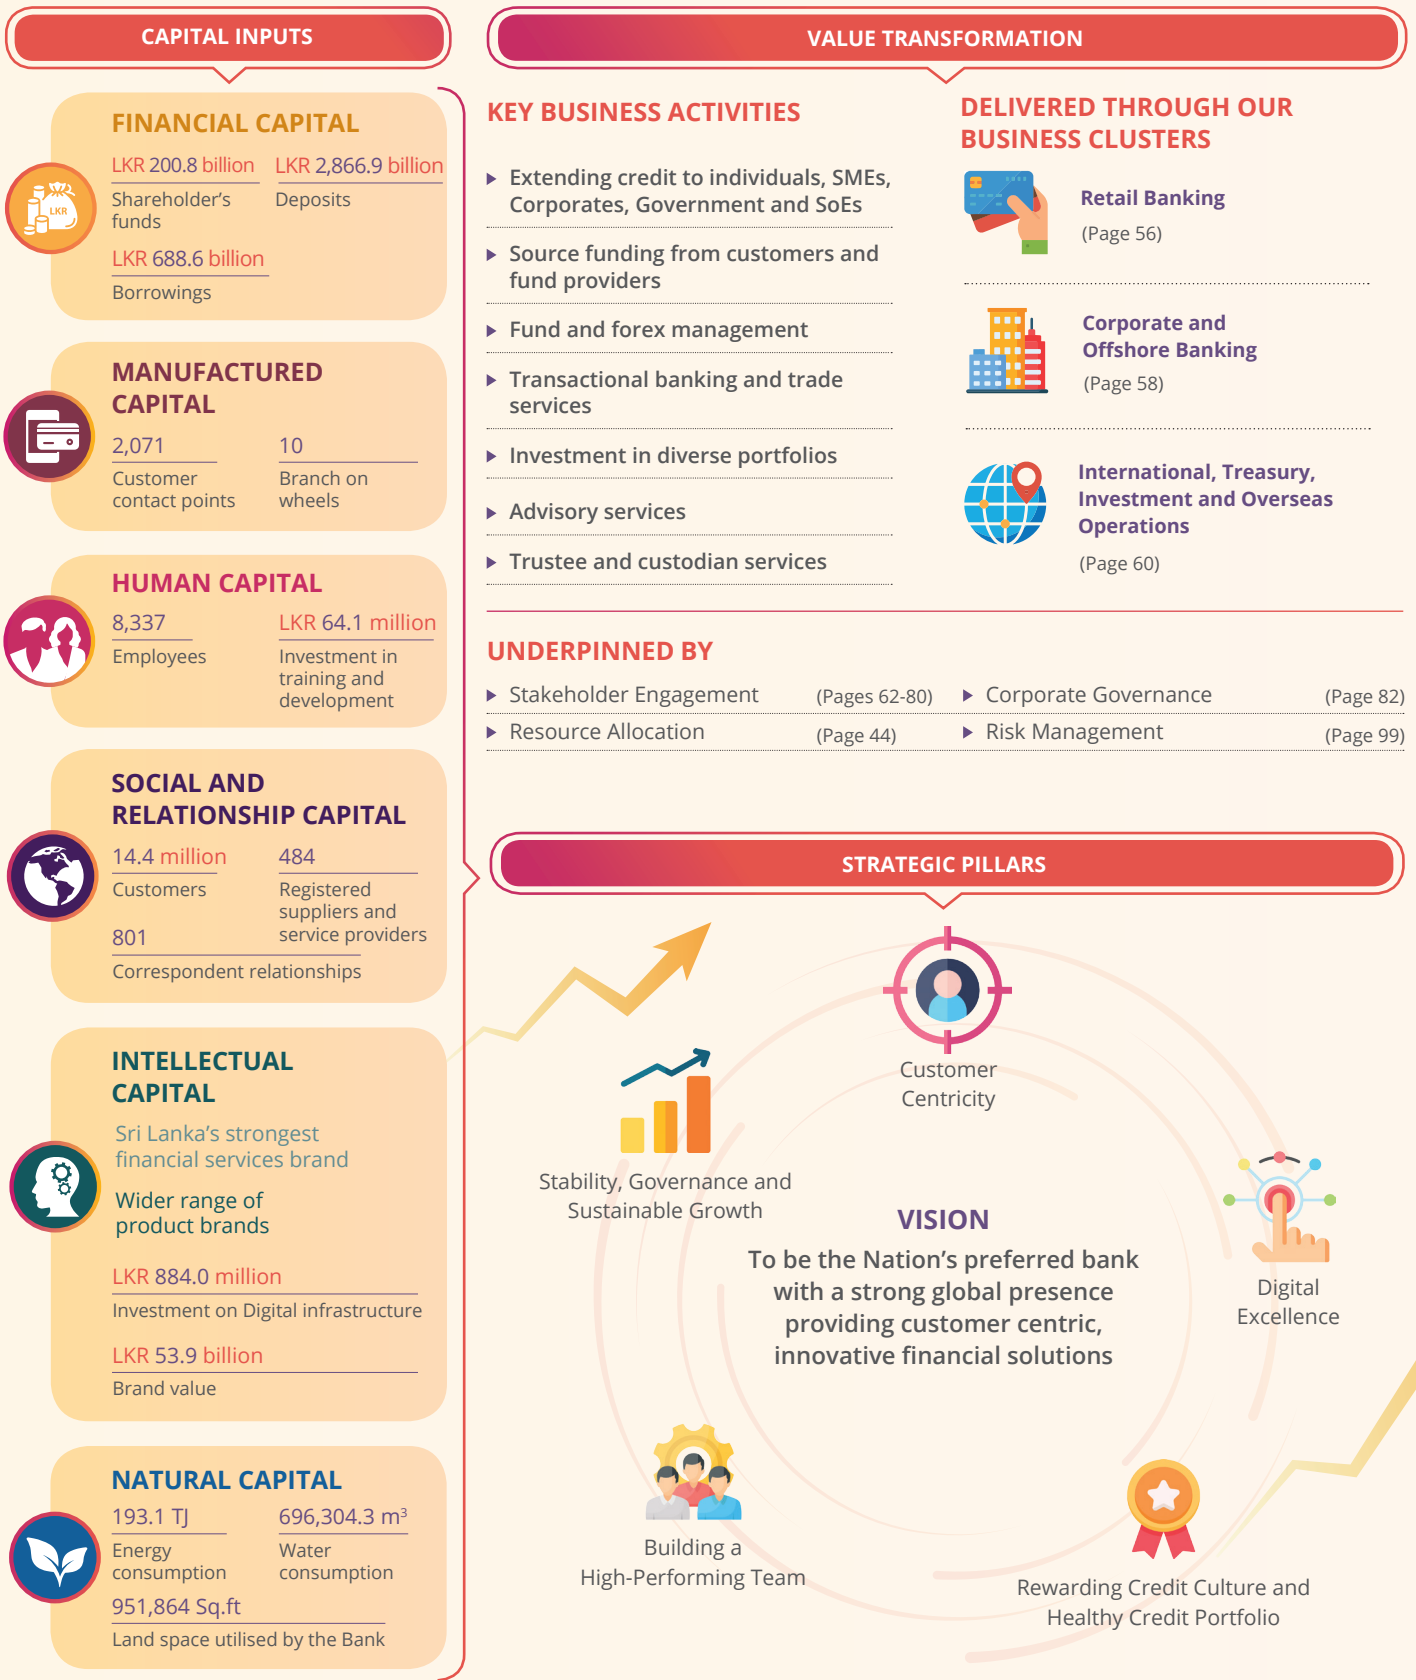 CAPITAL INPUTS
FINANCIAL CAPITAL
LKR 200.8 billion
Shareholder's
funds
LKR 2,866.9 billion
Deposits
LKR 688.6 billion
Borrowings
LKR
MANUFACTURED
CAPITAL
2,071
Customer
contact points
10
Branch on
wheels
HUMAN CAPITAL
8,337
Employees
LKR 64.1 million
Investment in
training and
development
SOCIAL AND
RELATIONSHIP CAPITAL
14.4 million
Customers
484
Registered
suppliers and
service providers
801
Correspondent relationships
INTELLECTUAL
CAPITAL
Sri Lanka's strongest
financial services brand
Wider range of
product brands
LKR 884.0 million
Investment on Digital infrastructure
LKR 53.9 billion
Brand value
NATURAL CAPITAL
193.1 TJ
Energy
consumption
696,304.3 m³
Water
consumption
951,864 Sq.ft
Land space utilised by the Bank
VALUE TRANSFORMATION
KEY BUSINESS ACTIVITIES
Extending credit to individuals, SMEs,
Corporates, Government and SoEs
Source funding from customers and
fund providers
Fund and forex management
Transactional banking and trade
services
Investment in diverse portfolios
Advisory services
Trustee and custodian services
DELIVERED THROUGH OUR
BUSINESS CLUSTERS
Retail Banking
(Page 56)
Corporate and
Offshore Banking
(Page 58)
International, Treasury,
Investment and Overseas
Operations
(Page 60)
UNDERPINNED BY
Stakeholder Engagement (Pages 62-80)
Corporate Governance (Page 82)
Resource Allocation (Page 44)
Risk Management (Page 99)
STRATEGIC PILLARS
Customer
Centricity
Stability, Governance and
Sustainable Growth
Digital
Excellence
VISION
To be the Nation's preferred bank
with a strong global presence
providing customer centric,
innovative financial solutions
Building a
High-Performing Team
Rewarding Credit Culture and
Healthy Credit Portfolio